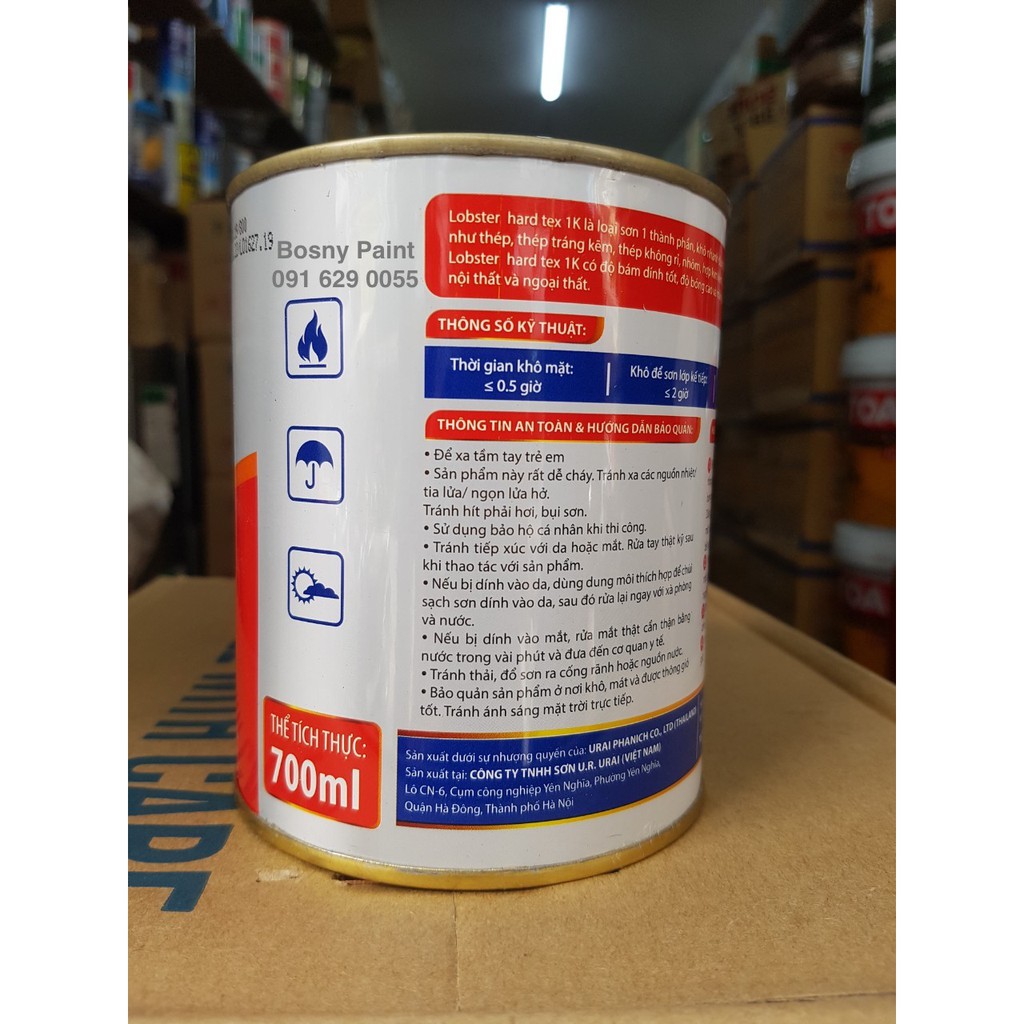 Bosny Paint
091 629 0055
Lobster hard tex 1K là loại sơn 1 thành phần, khô nhanh
như thép, thép tráng kẽm, thép không rỉ, nhôm, hợp kim
Lobster hard tex 1K có độ bám dính tốt, độ bóng cao
nội thất và ngoại thất.
THÔNG SỐ KỸ THUẬT:
Thời gian khô mặt:
≤ 0.5 giờ
Khô để sơn lớp kế tiếp:
≤ 2 giờ
THÔNG TIN AN TOÀN & HƯỚNG DẪN BẢO QUẢN:
• Để xa tầm tay trẻ em
• Sản phẩm này rất dễ cháy. Tránh xa các nguồn nhiệt/
tia lửa/ ngọn lửa hở.
Tránh hít phải hơi, bụi sơn.
• Sử dụng bảo hộ cá nhân khi thi công.
• Tránh tiếp xúc với da hoặc mắt. Rửa tay thật kỹ sau
khi thao tác với sản phẩm.
• Nếu bị dính vào da, dùng dung môi thích hợp để chùi
sạch sơn dính vào da, sau đó rửa lại ngay với xà phòng
và nước.
• Nếu bị dính vào mắt, rửa mắt thật cẩn thận bằng
nước trong vài phút và đưa đến cơ quan y tế.
• Tránh thải, đổ sơn ra cống rãnh hoặc nguồn nước.
• Bảo quản sản phẩm ở nơi khô, mát và được thông gió
tốt. Tránh ánh sáng mặt trời trực tiếp.
THỂ TÍCH THỰC:
700ml
Sản xuất dưới sự nhượng quyền của: URAI PHANICH CO., LTD (THAILAND)
Sản xuất tại: CÔNG TY TNHH SƠN U.R. URAI (VIỆT NAM)
Lô CN-6, Cụm công nghiệp Yên Nghĩa, Phường Yên Nghĩa,
Quận Hà Đông, Thành phố Hà Nội
TOA
TOA
TOA